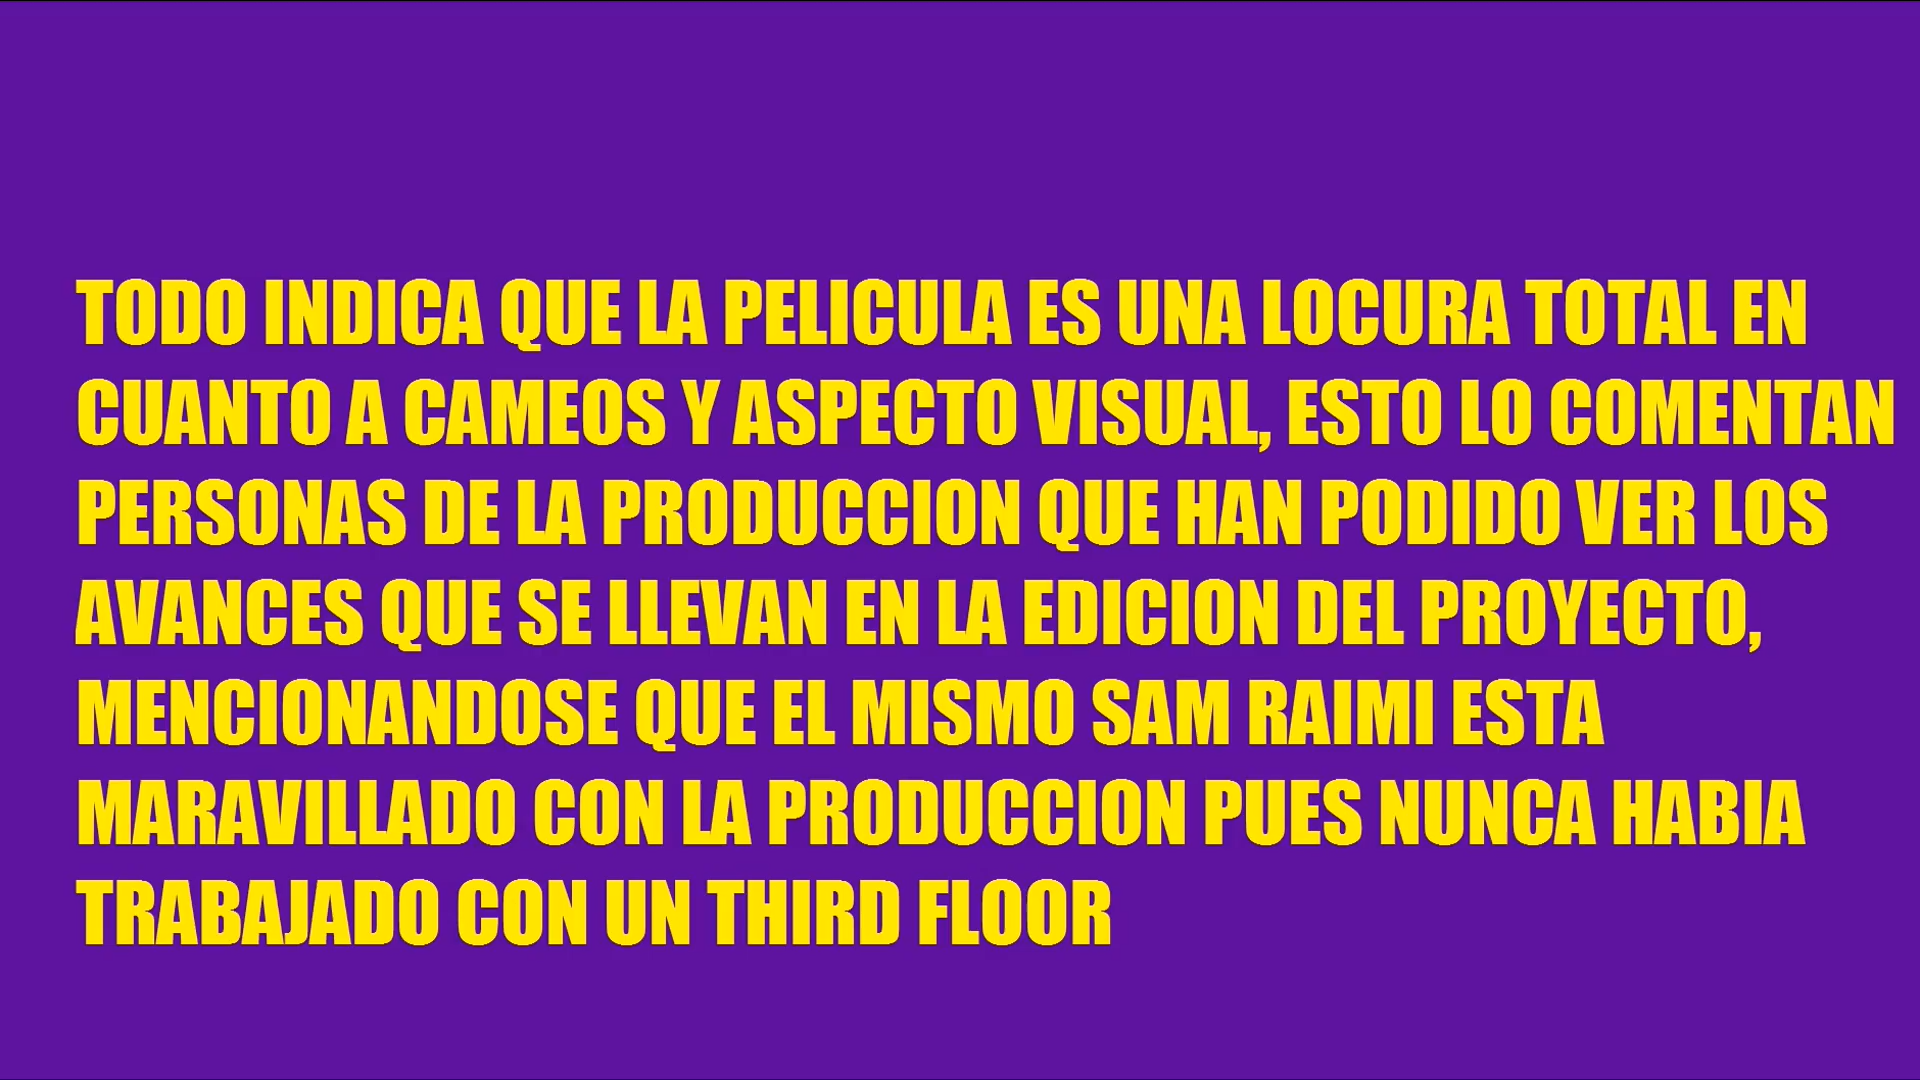 TODO INDICA QUE LA PELICULA ES UNA LOCURA TOTAL EN
CUANTO A CAMEOS Y ASPECTO VISUAL, ESTO LO COMENTAN
PERSONAS DE LA PRODUCCION QUE HAN PODIDO VER LOS
AVANCES QUE SE LLEVAN EN LA EDICION DEL PROYECTO,
MENCIONANDOSE QUE EL MISMO SAM RAIMI ESTA
MARAVILLADO CON LA PRODUCCION PUES NUNCA HABIA
TRABAJADO CON UN THIRD FLOOR